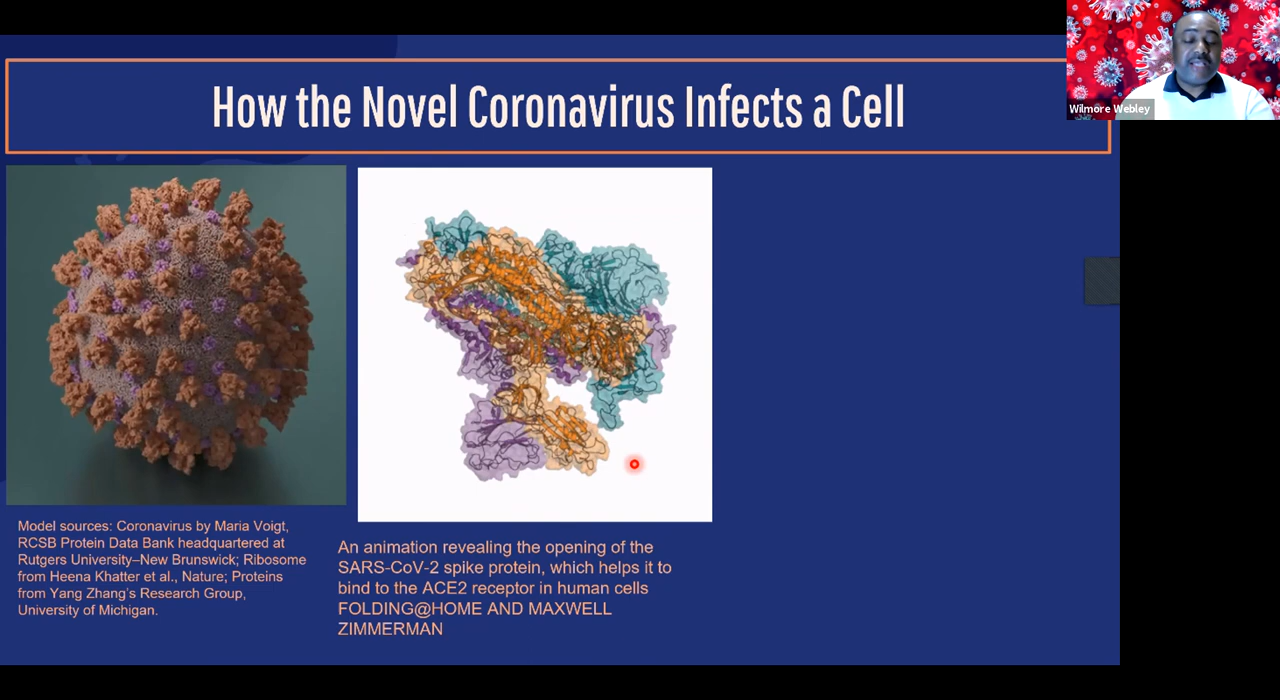 How the Novel Coronavirus Infects a Cell
Wilmore Webley
Model sources: Coronavirus by Maria Voigt,
RCSB Protein Data Bank headquartered at
Rutgers University–New Brunswick; Ribosome
from Heena Khatter et al., Nature; Proteins
from Yang Zhang's Research Group,
University of Michigan.
An animation revealing the opening of the
SARS-CoV-2 spike protein, which helps it to
bind to the ACE2 receptor in human cells
FOLDING@HOME AND MAXWELL
ZIMMERMAN